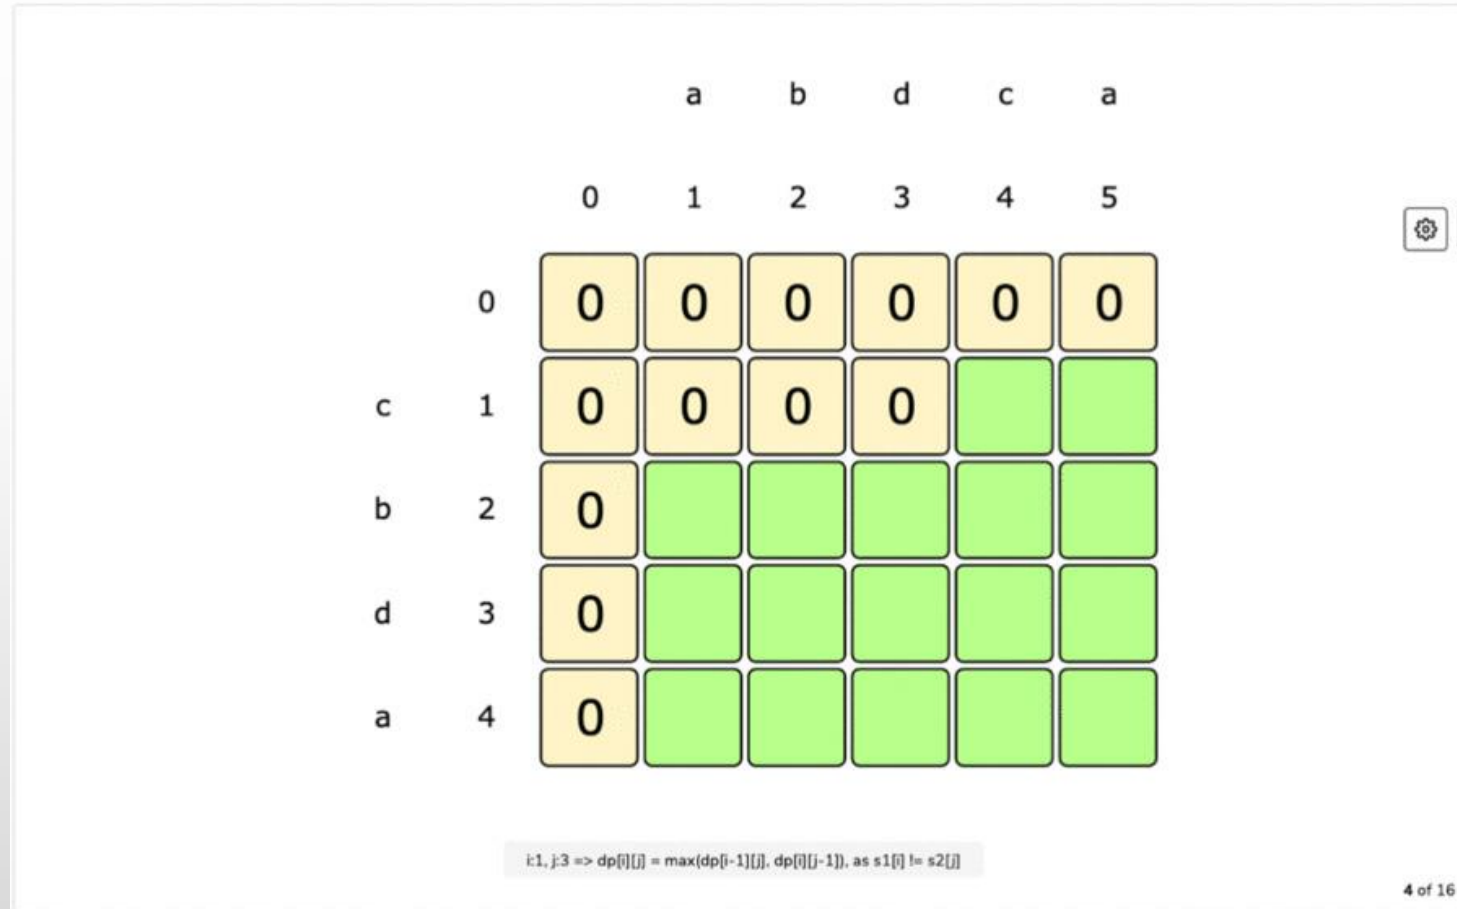 a b d c a
0 1 2 3 4 5
0 0 0 0 0 0 0
c 1 0 0 0 0
b 2 0
d 3 0
a 4 0
i:1, j:3 => dp[i][j] = max(dp[i-1][j], dp[i][j-1]), as s1[i] != s2[j]
4 of 16